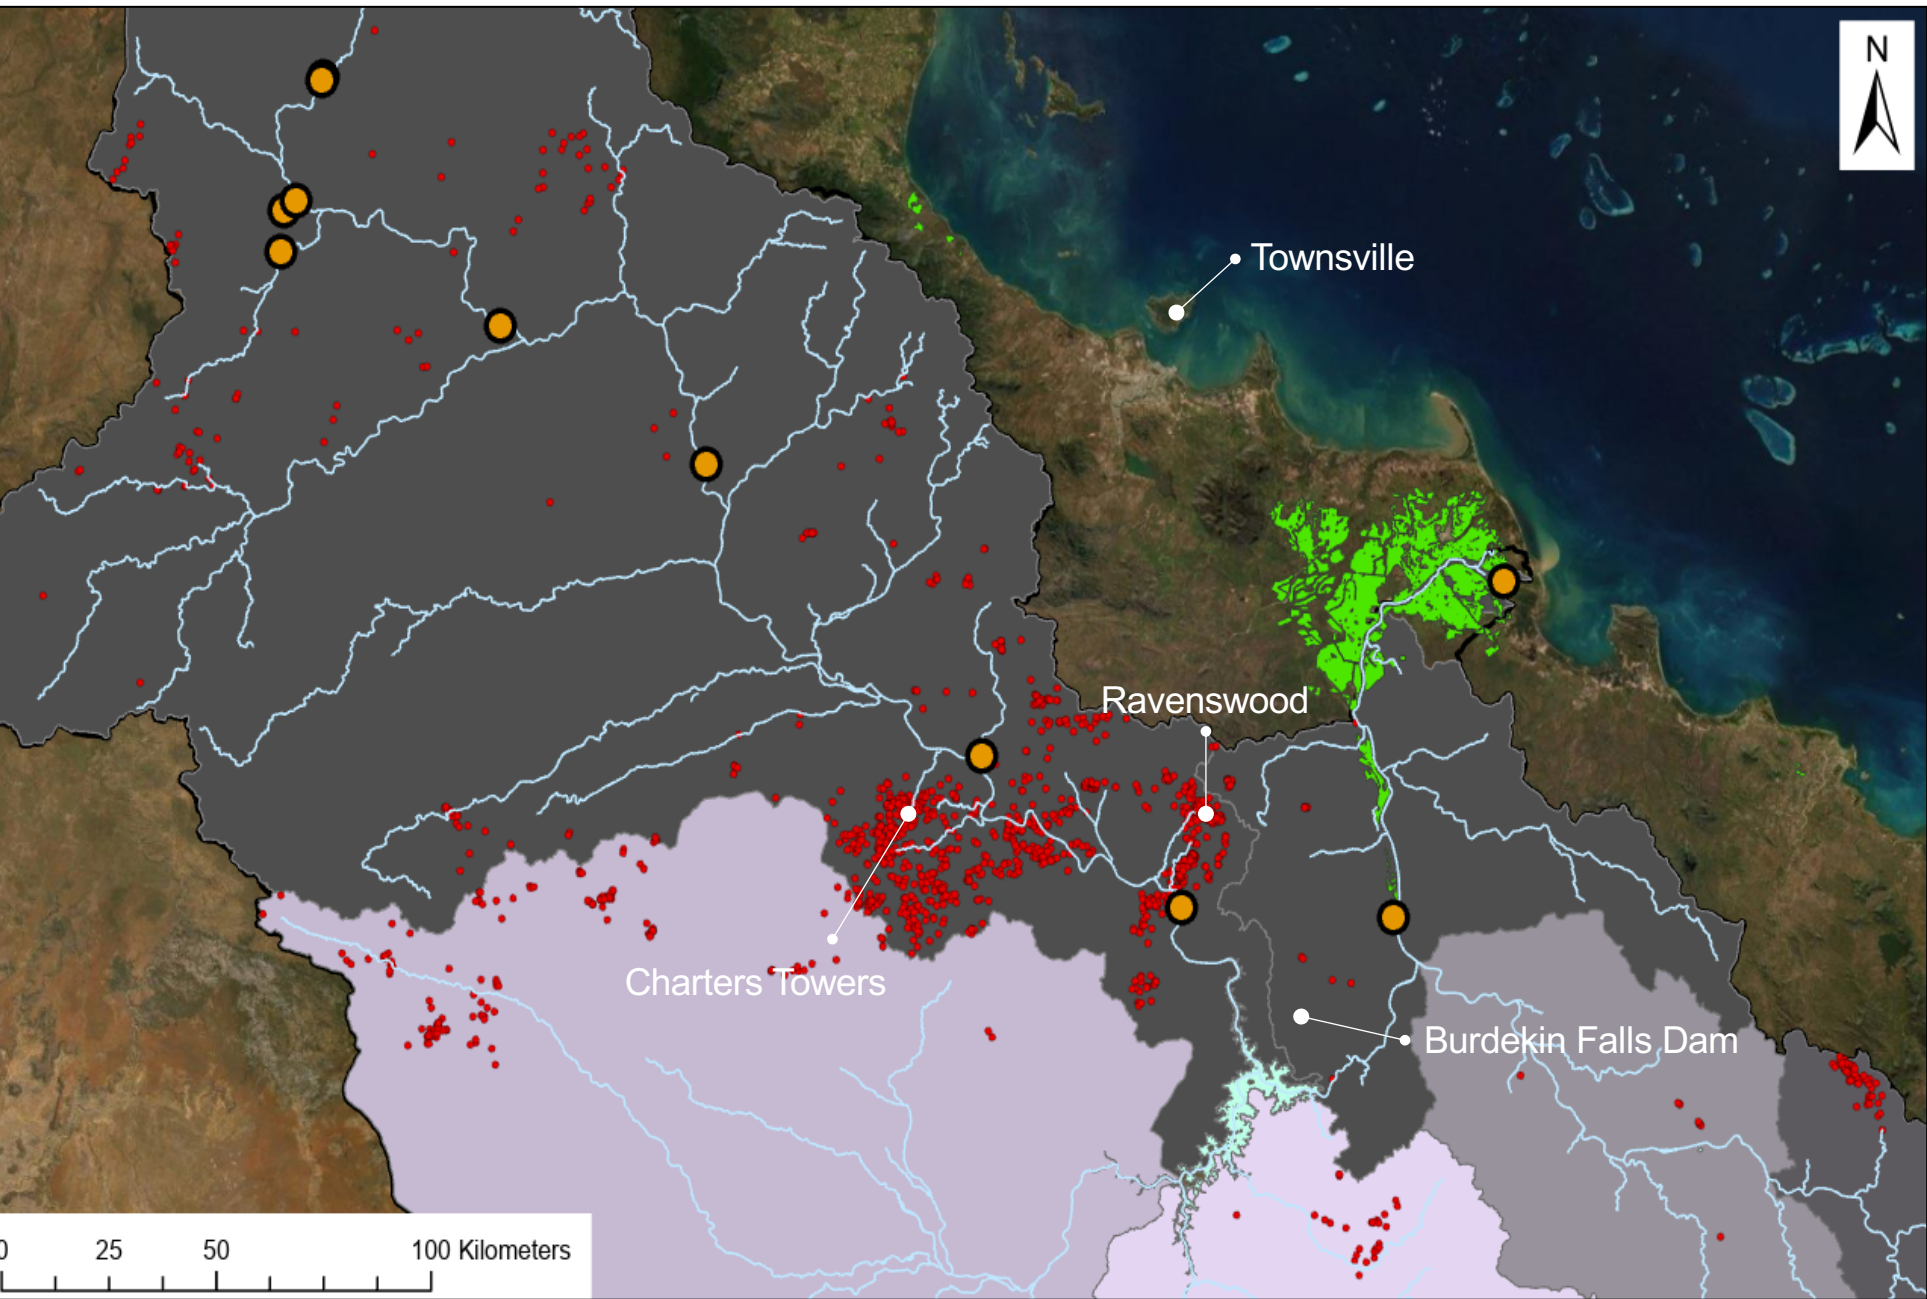 N
Townsville
Ravenswood
Charters Towers
Burdekin Falls Dam
0 25 50 100 Kilometers